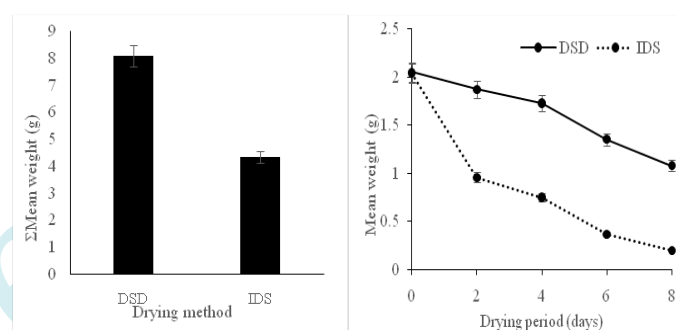 ΣMean weight (g)
9
8
7
6
5
4
3
2
1
0
DSD IDS
Drying method
Mean weight (g)
2.5
2
1.5
1
0.5
0
DSD IDS
0 2 4 6 8
Drying period (days)